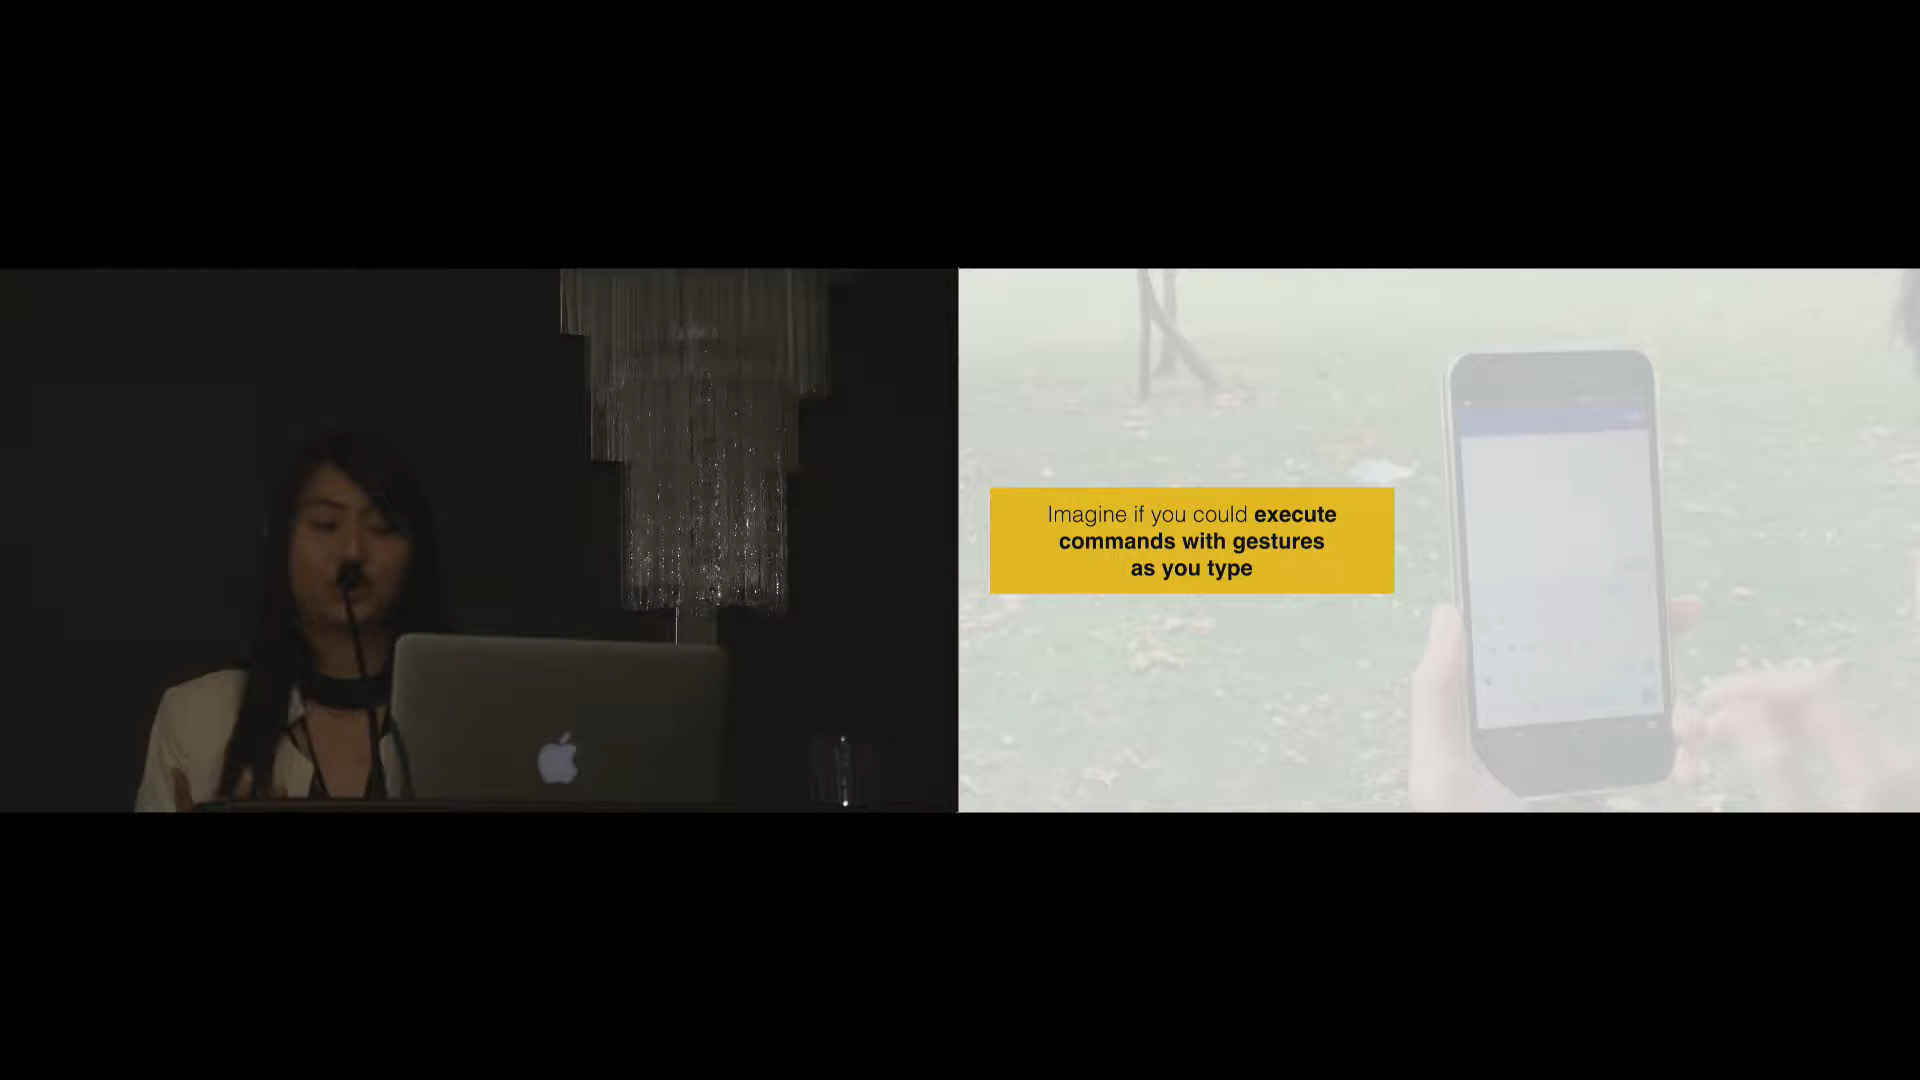 Imagine if you could execute
commands with gestures
as you type